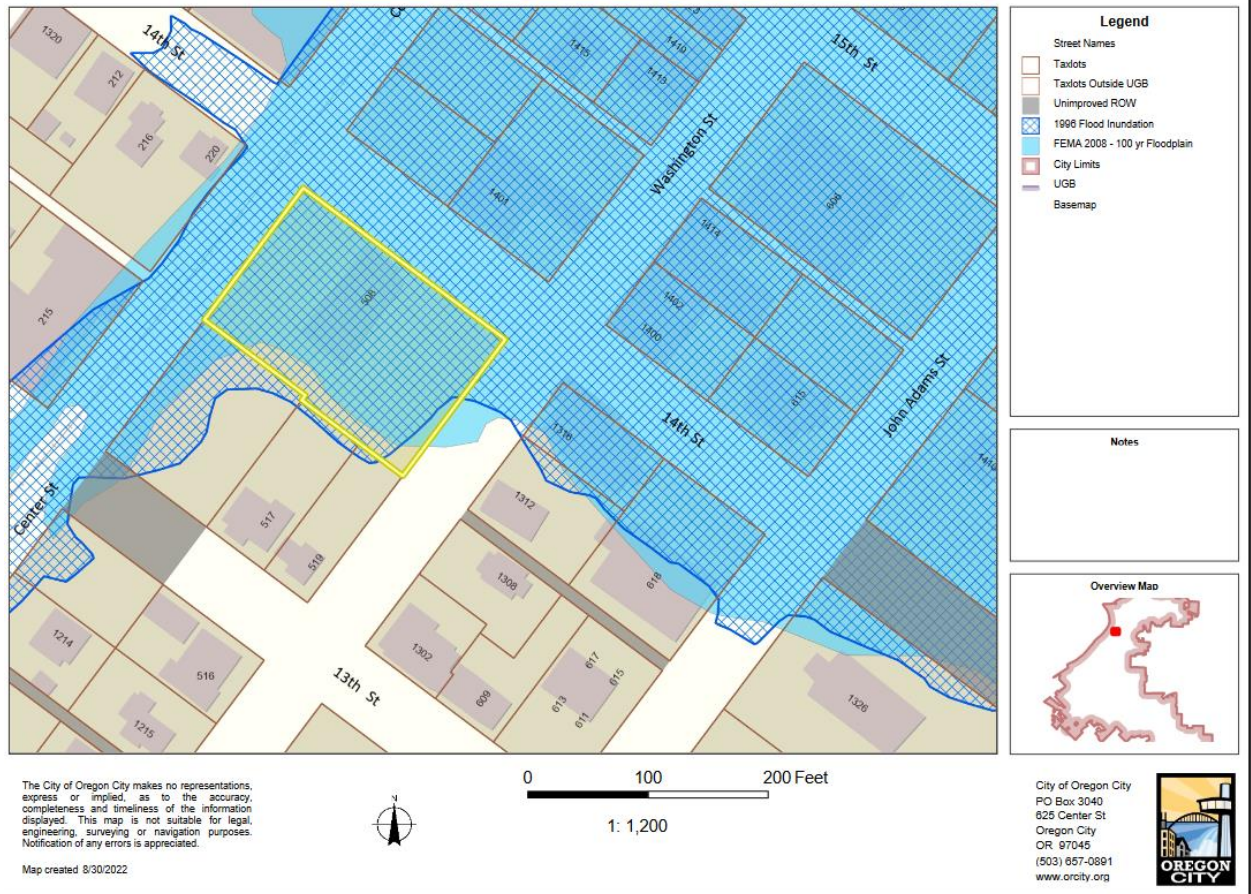 1320
14th St
212
216
220
215
Co
1415
1419
1413
1401
15th St
Washington St
606
508
1414
1402
1400
615
John Adams St
1316
14th St
1410
Center St
517
519
1312
1308
618
1214
516
1215
13th St
1302
609
617
615
613
611
1326
Legend
Street Names
Taxlots
Taxlots Outside UGB
Unimproved ROW
1996 Flood Inundation
FEMA 2008 - 100 yr Floodplain
City Limits
UGB
Basemap
Notes
Overview Map
The City of Oregon City makes no representations,
express or implied, as to the accuracy,
completeness and timeliness of the information
displayed. This map is not suitable for legal,
engineering, surveying or navigation purposes.
Notification of any errors is appreciated.
Map created 8/30/2022
N
0 100 200 Feet
1: 1,200
City of Oregon City
PO Box 3040
625 Center St
Oregon City
OR 97045
(503) 657-0891
www.orcity.org
OREGON
CITY